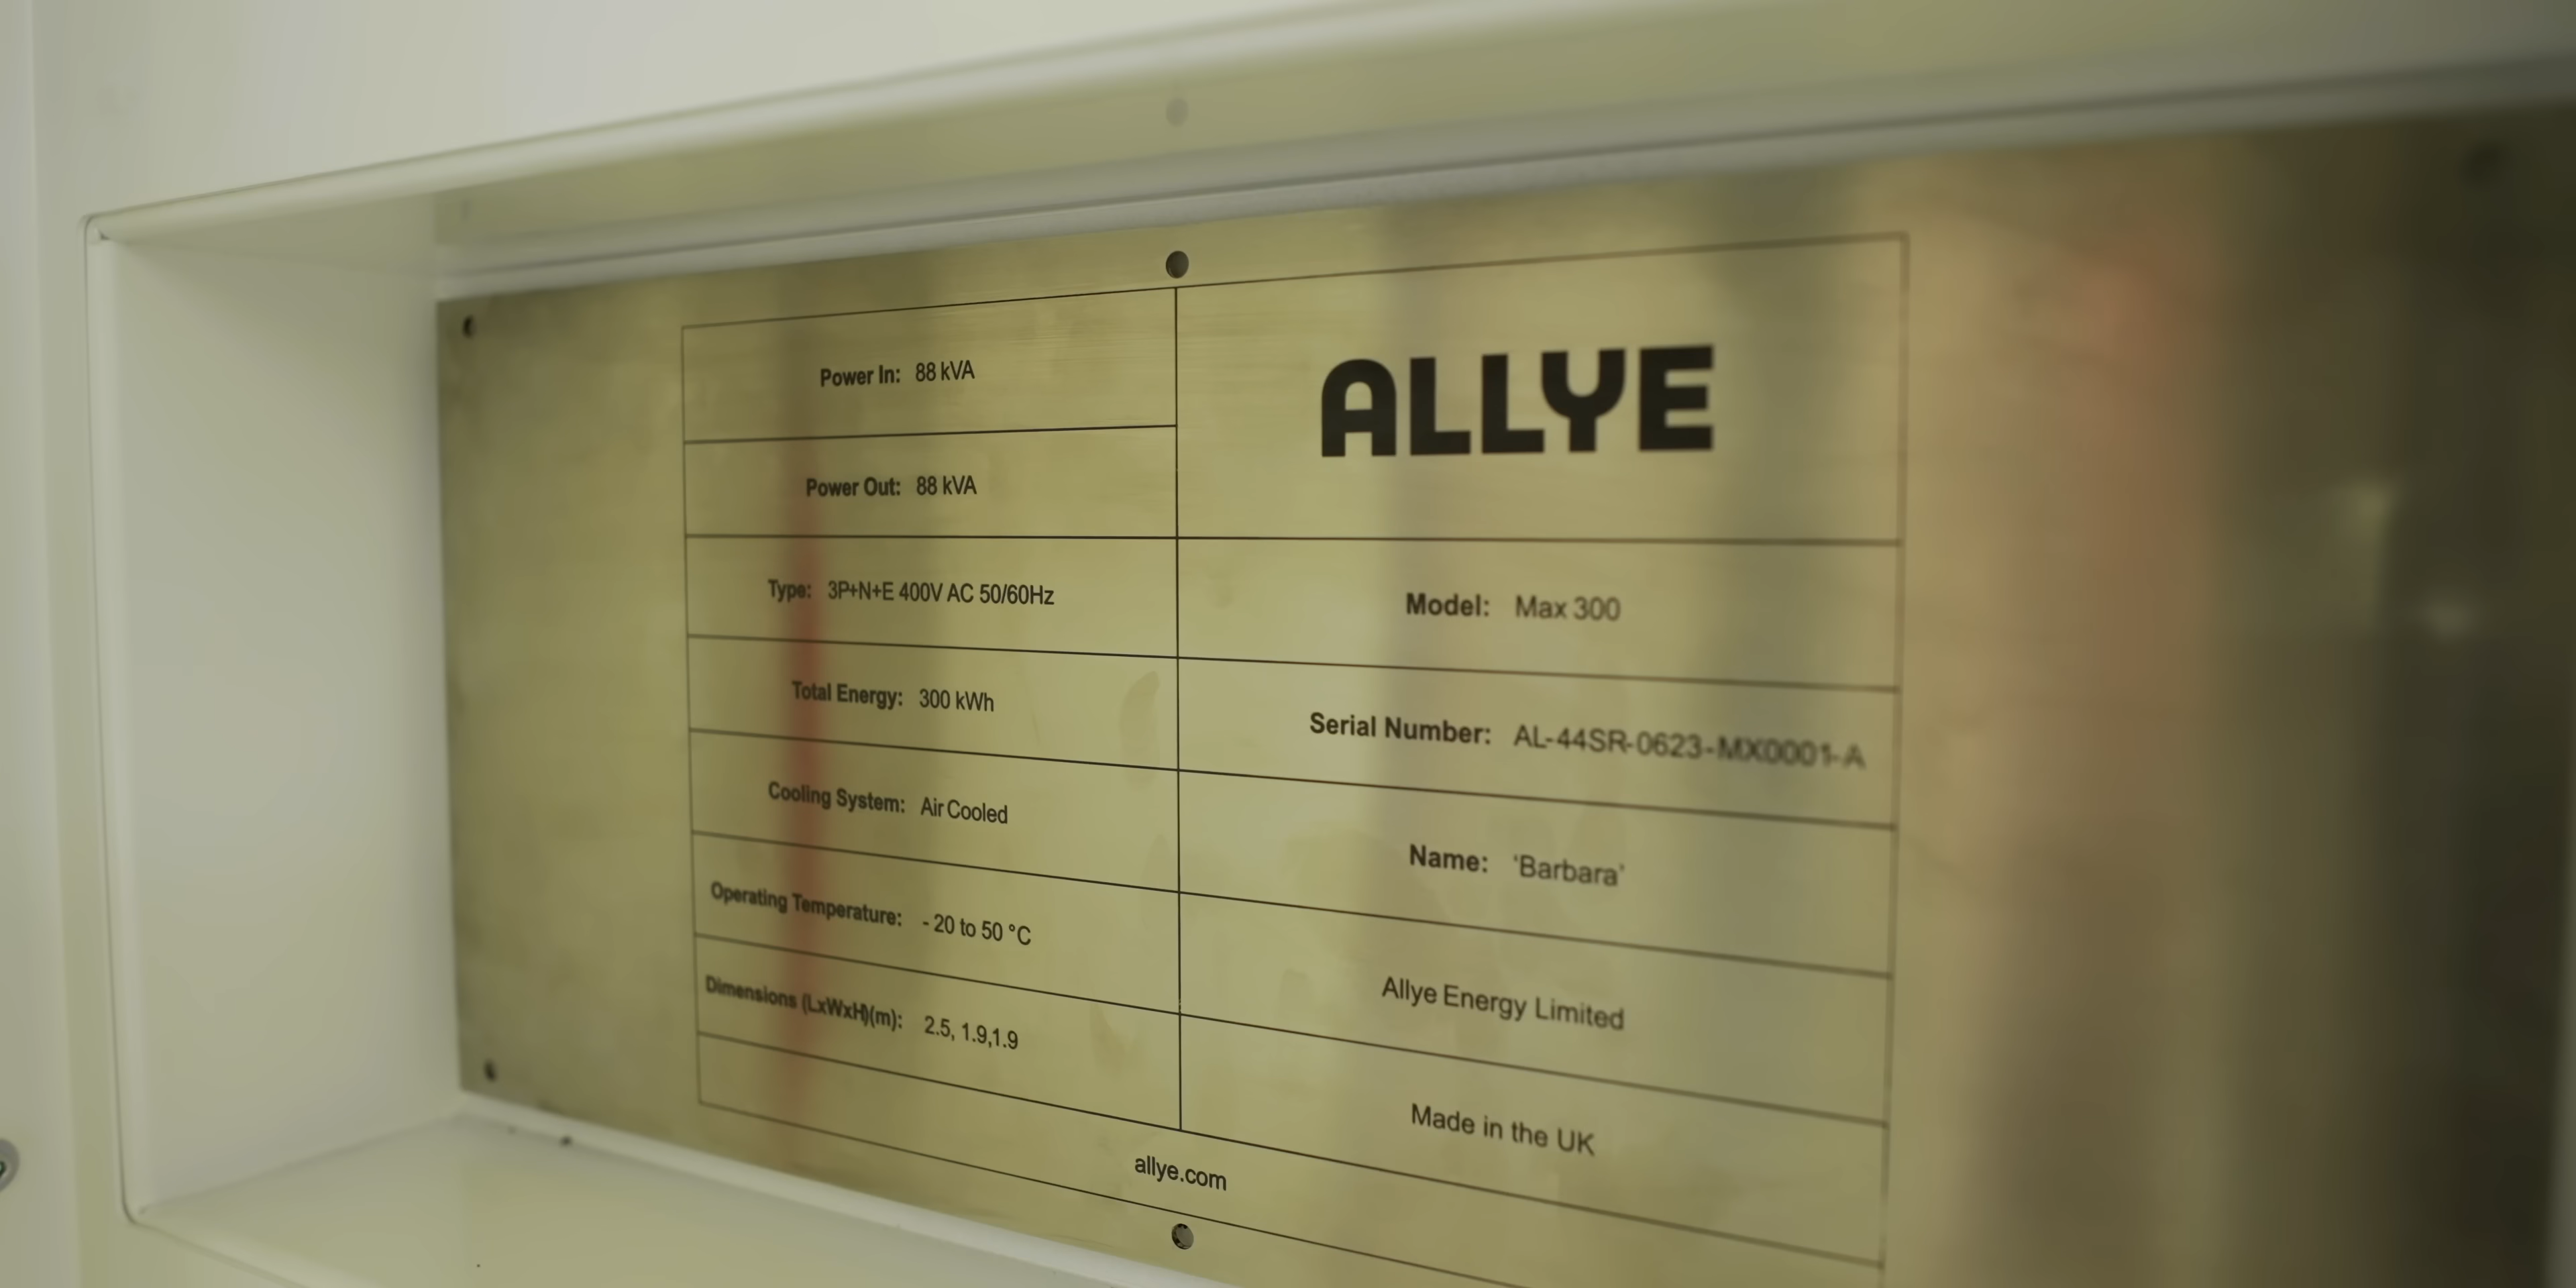 Power In: 88 kVA
Power Out: 88 kVA
Type: 3P+N+E 400V AC 50/60Hz
Total Energy: 300 kWh
Cooling System: Air Cooled
Operating Temperature: - 20 to 50 °C
Dimensions (LxWxH)(m): 2.5, 1.9,1.9
ALLYE
Model: Max 300
Serial Number: AL-44SR-0623-MX0001-A
Name: 'Barbara'
Allye Energy Limited
Made in the UK
allye.com